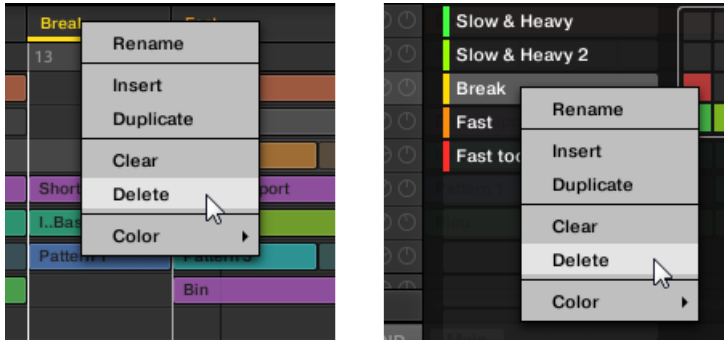 Break
13
Rename
Insert
Duplicate
Clear
Delete
Color
Short
port
I..Bas
Pattern 1
Pattern 3
Bin
Slow & Heavy
Slow & Heavy 2
Break
Fast
Fast too
Rename
Insert
Duplicate
Clear
Delete
Color